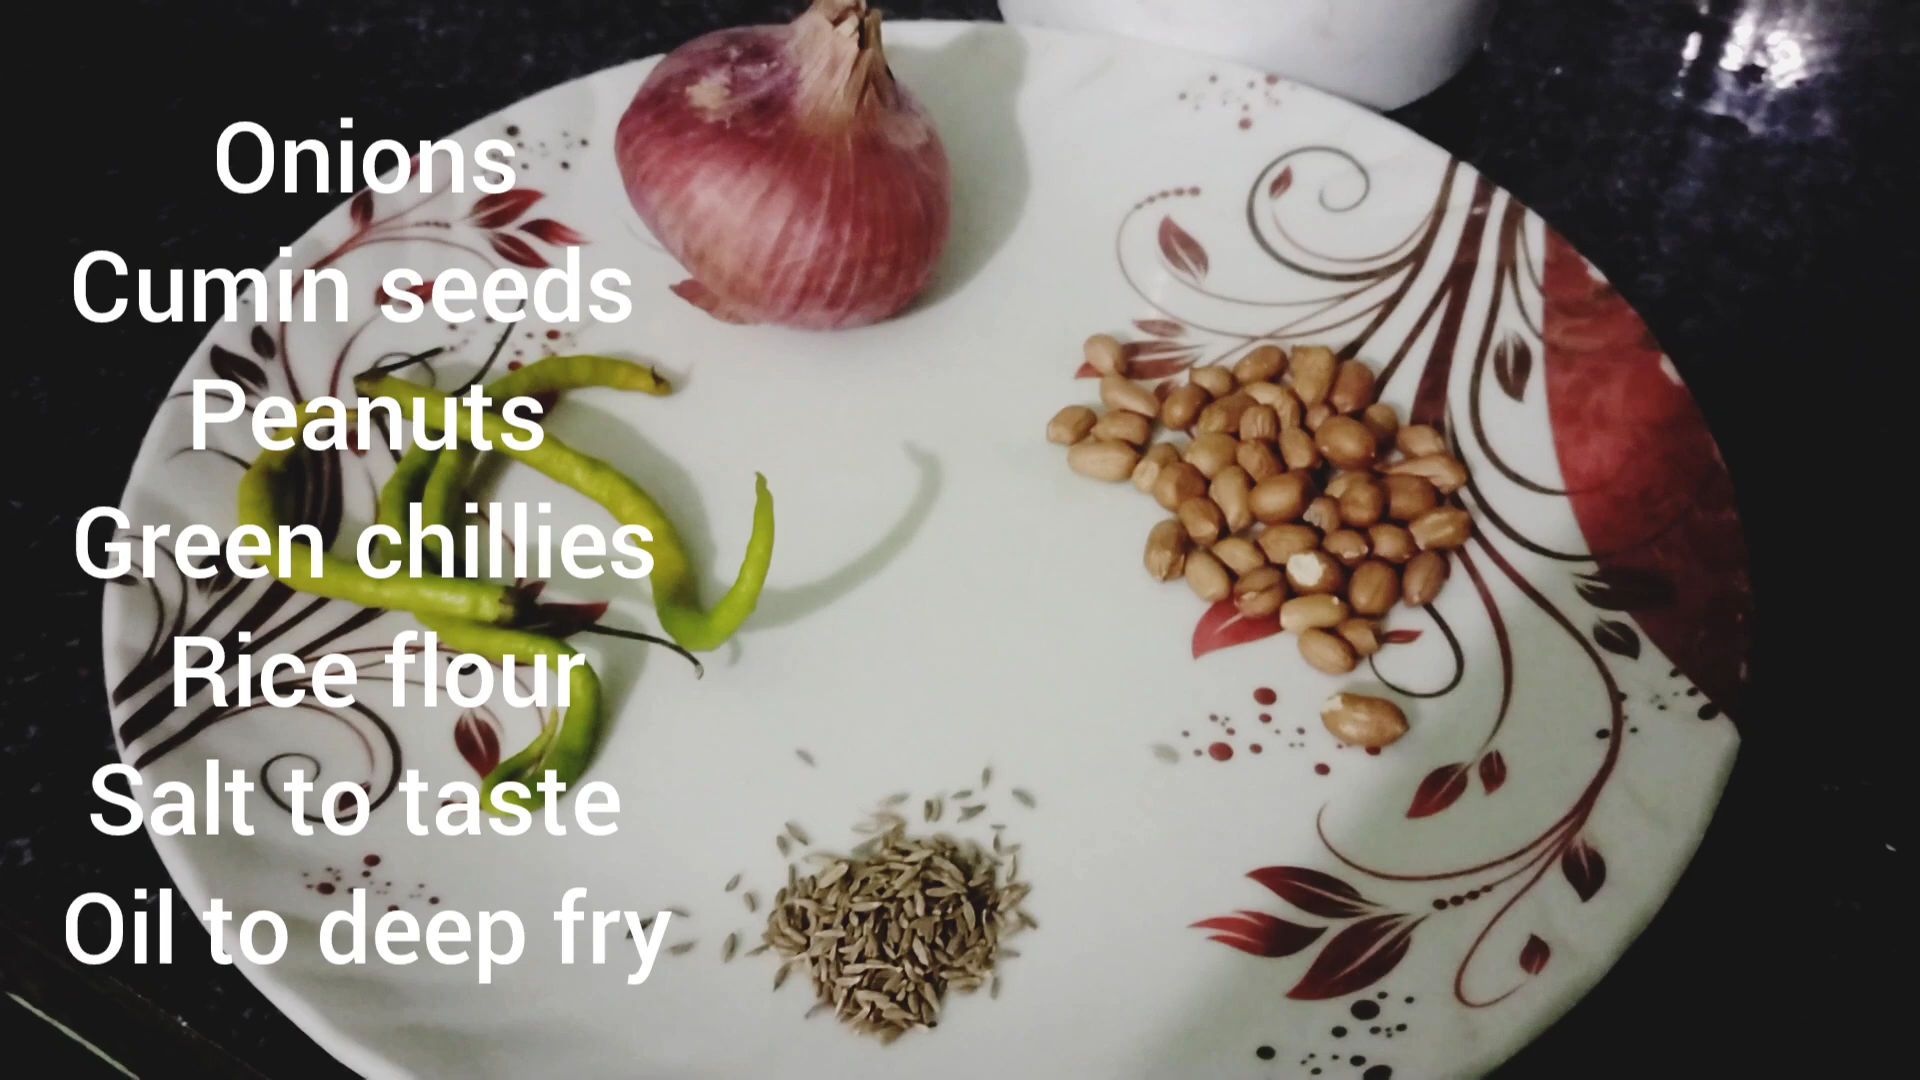 Onions
Cumin seeds
Peanuts
Green chillies
Rice flour
Salt to taste
Oil to deep fry